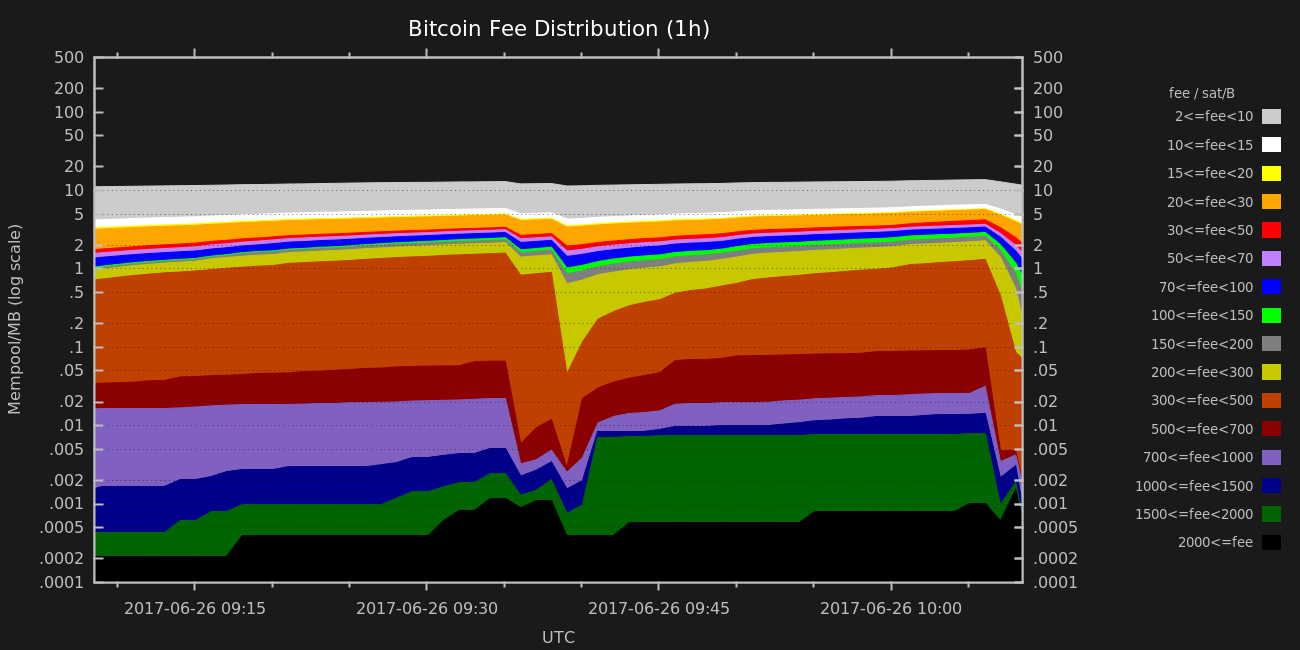 Bitcoin Fee Distribution (1h)
500 500
200 200
100 100
50 50
20 20
10 10
5 5
2 2
1 1
.5 .5
.2 .2
.1 .1
.05 .05
.02 .02
.01 .01
.005 .005
.002 .002
.001 .001
.0005 .0005
.0002 .0002
.0001 .0001
Mempool/MB (log scale)
2017-06-26 09:15 2017-06-26 09:30 2017-06-26 09:45 2017-06-26 10:00
UTC
fee / sat/B
2<=fee<10
10<=fee<15
15<=fee<20
20<=fee<30
30<=fee<50
50<=fee<70
70<=fee<100
100<=fee<150
150<=fee<200
200<=fee<300
300<=fee<500
500<=fee<700
700<=fee<1000
1000<=fee<1500
1500<=fee<2000
2000<=fee